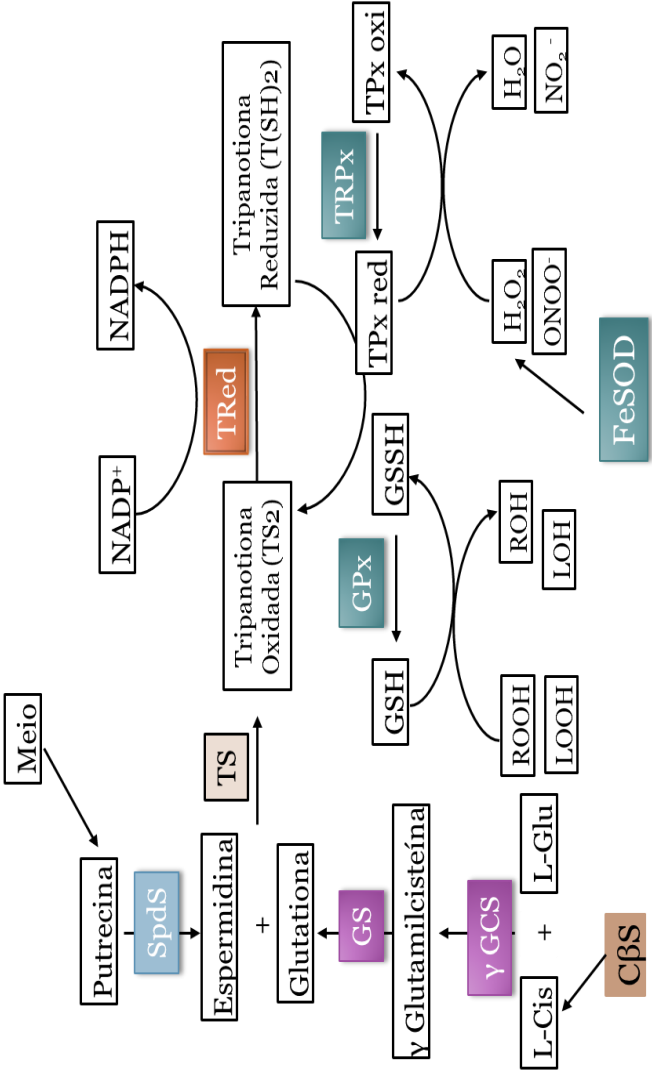 Meio
Putrecina
NADP⁺
NADPH
SpdS
Espermidina
TS
TRed
Tripanotiona
Oxidada (TS2)
Tripanotiona
Reduzida (T(SH)2)
+
Glutationa
GS
GPx
TRPx
TPx red
TPx oxi
γ Glutamilcisteína
GSH
GSSH
γ GCS
L-Cis
+
L-Glu
ROOH
LOOH
ROH
LOH
H₂O₂
ONOO⁻
H₂O
NO₂⁻
CβS
FeSOD